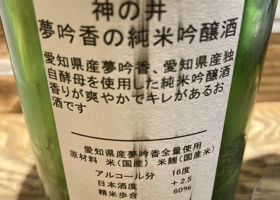 神の井
夢吟香の純米吟醸酒
愛知県産夢吟香、愛知県産独
自酵母を使用した純米吟醸酒
香りが爽やかでキレがあるお
酒です
愛知県産夢吟香全量使用
原材料 米(国産) 米麹(国産米)
アルコール分 16度
日本酒度 +2.5
精米歩合 60%